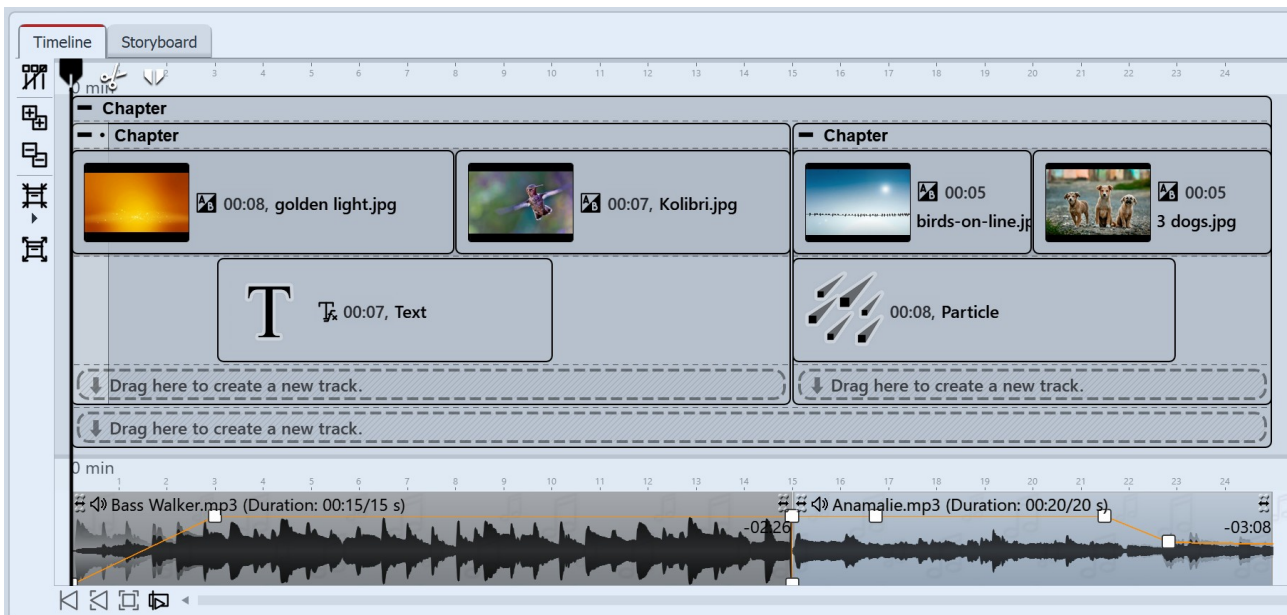 Timeline Storyboard
2 3 4 5 6 7 8 9 10 11 12 13 14 15 16 17 18 19 20 21 22 23 24
0 min
Chapter
Chapter Chapter
00:08, golden light.jpg 00:07, Kolibri.jpg
00:05
birds-on-line.jp
00:05
3 dogs.jpg
T 00:07, Text 00:08, Particle
Drag here to create a new track. Drag here to create a new track.
Drag here to create a new track.
0 min
1 2 3 4 5 6 7 8 9 10 11 12 13 14 15 16 17 18 19 20 21 22 23 24
Bass Walker.mp3 (Duration: 00:15/15 s) Anamalie.mp3 (Duration: 00:20/20 s)
-02:26 -03:08